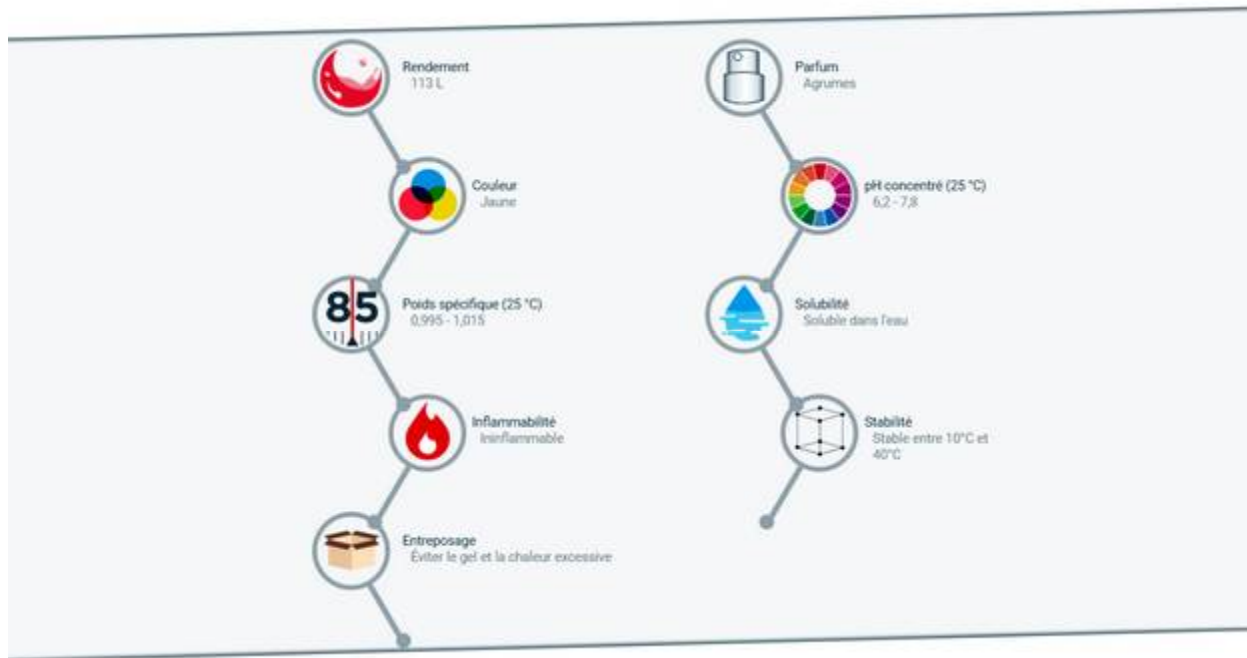 Rendement
113 L
Couleur
Jaune
85
Poids spécifique (25 °C)
0,995 - 1,015
Inflammabilité
Ininflammable
Entreposage
Éviter le gel et la chaleur excessive
Parfum
Agrumes
pH concentré (25 °C)
6,2 - 7,8
Solubilité
Soluble dans l'eau
Stabilité
Stable entre 10°C et
40°C